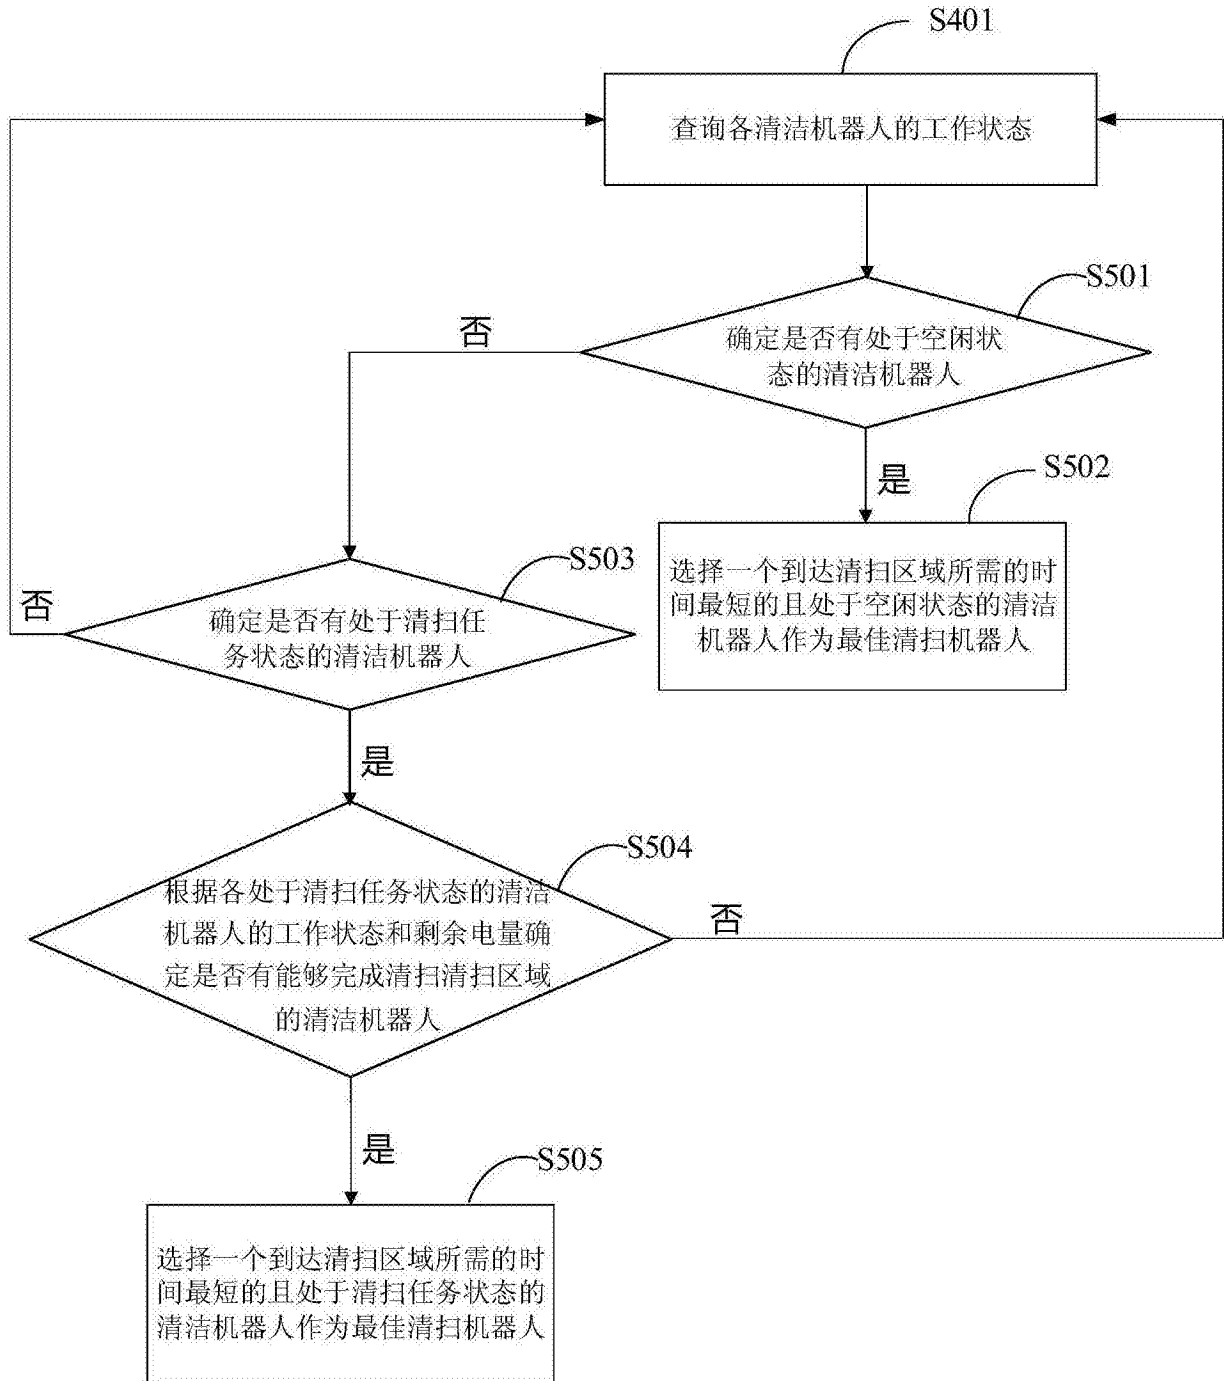 S401
查询各清洁机器人的工作状态
S501
确定是否有处于空闲状
态的清洁机器人
否
是
S502
选择一个到达清扫区域所需的时
间最短的且处于空闲状态的清洁
机器人作为最佳清扫机器人
S503
确定是否有处于清扫任
务状态的清洁机器人
否
是
S504
根据各处于清扫任务状态的清洁
机器人的工作状态和剩余电量确
定是否有能够完成清扫清扫区域
的清洁机器人
否
是
S505
选择一个到达清扫区域所需的时
间最短的且处于清扫任务状态的
清洁机器人作为最佳清扫机器人